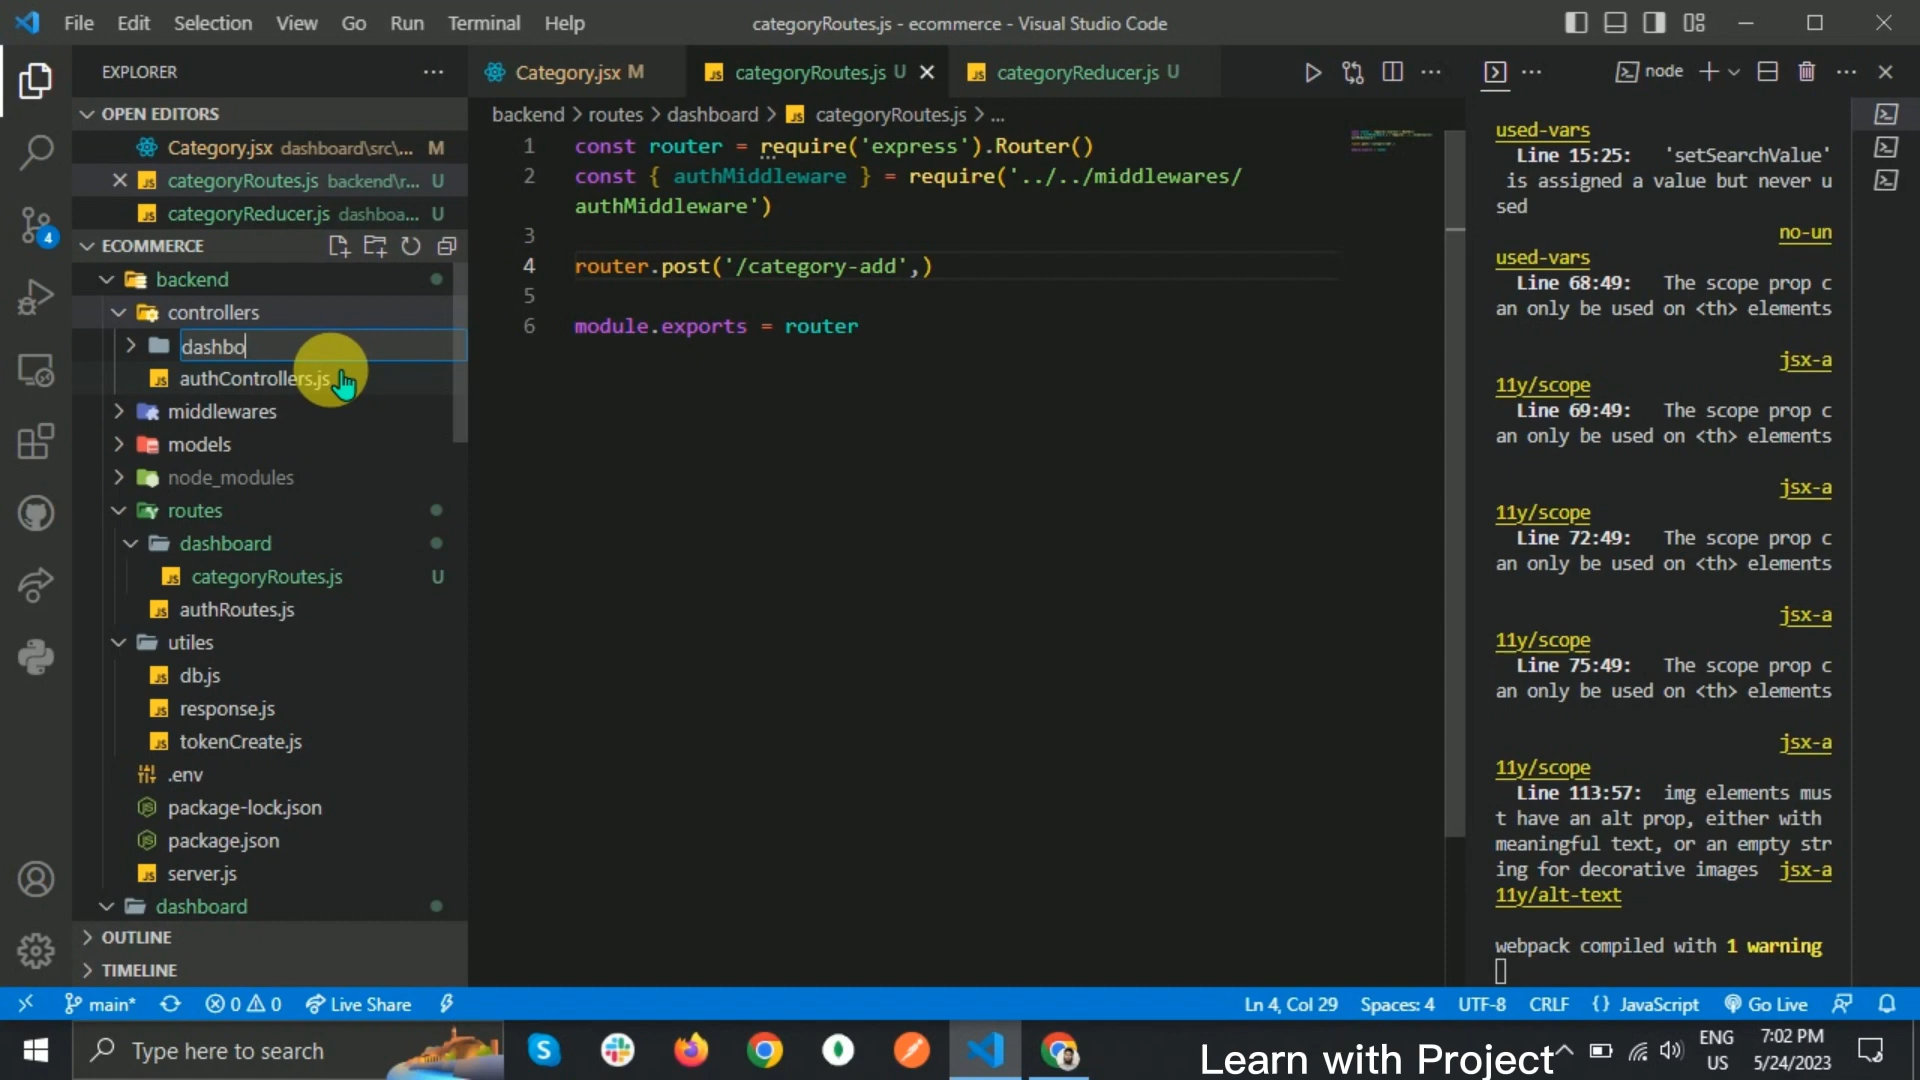 File Edit Selection View Go Run Terminal Help
categoryRoutes.js - ecommerce - Visual Studio Code
EXPLORER
OPEN EDITORS
Category.jsx dashboard\src\... M
categoryRoutes.js backend\r... U
categoryReducer.js dashboa... U
ECOMMERCE
backend
controllers
dashbo
authControllers.js
middlewares
models
node_modules
routes
dashboard
categoryRoutes.js U
authRoutes.js
utiles
db.js
response.js
tokenCreate.js
.env
package-lock.json
package.json
server.js
dashboard
OUTLINE
TIMELINE
Category.jsx M
categoryRoutes.js U
categoryReducer.js U
backend > routes > dashboard > JS categoryRoutes.js > ...
1 const router = require('express').Router()
2 const { authMiddleware } = require('../../middlewares/
authMiddleware')
3
4 router.post('/category-add',)
5
6 module.exports = router
node
used-vars
Line 15:25: 'setSearchValue'
is assigned a value but never u
sed
no-un
used-vars
Line 68:49: The scope prop c
an only be used on <th> elements
jsx-a
11y/scope
Line 69:49: The scope prop c
an only be used on <th> elements
jsx-a
11y/scope
Line 72:49: The scope prop c
an only be used on <th> elements
jsx-a
11y/scope
Line 75:49: The scope prop c
an only be used on <th> elements
jsx-a
11y/scope
Line 113:57: img elements mus
t have an alt prop, either with
meaningful text, or an empty str
ing for decorative images jsx-a
11y/alt-text
webpack compiled with 1 warning
main* 0 0 Live Share
Ln 4, Col 29 Spaces: 4 UTF-8 CRLF {} JavaScript Go Live
Type here to search
Learn with Project
ENG
US
7:02 PM
5/24/2023
4